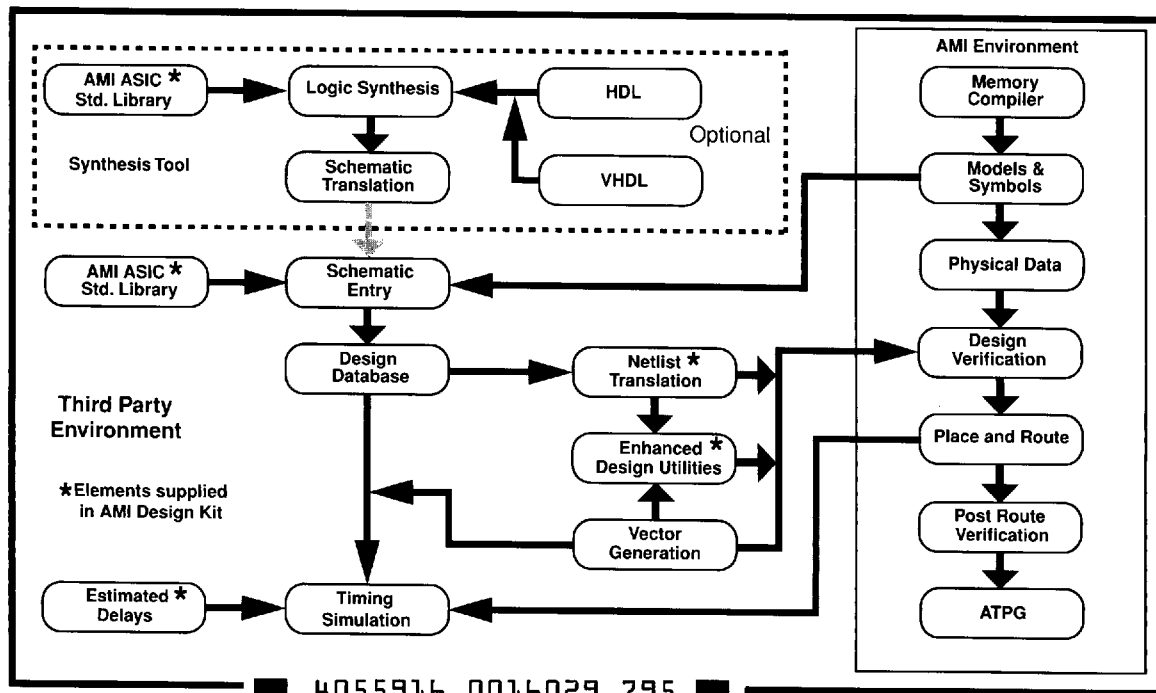 AMI Environment
AMI ASIC *
Std. Library
Logic Synthesis
HDL
Optional
Synthesis Tool
Schematic
Translation
VHDL
Memory
Compiler
Models &
Symbols
AMI ASIC *
Std. Library
Schematic
Entry
Physical Data
Design
Database
Netlist *
Translation
Design
Verification
Third Party
Environment
Enhanced *
Design Utilities
Place and Route
*Elements supplied
in AMI Design Kit
Vector
Generation
Post Route
Verification
Estimated *
Delays
Timing
Simulation
ATPG
4055916 0016029 795